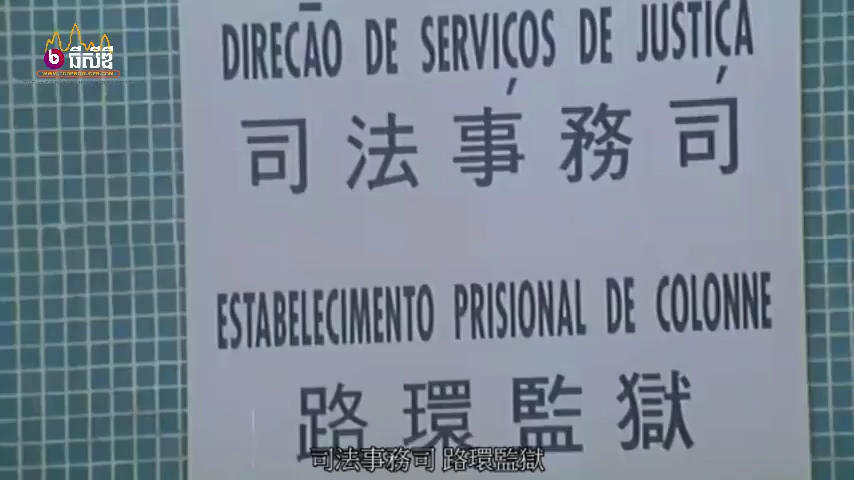 DIRECÃO DE SERVIÇOS DE JUSTIÇA
司法事務司
ESTABELECIMENTO PRISIONAL DE COLONNE
路環監獄
司法事務司 路環監獄